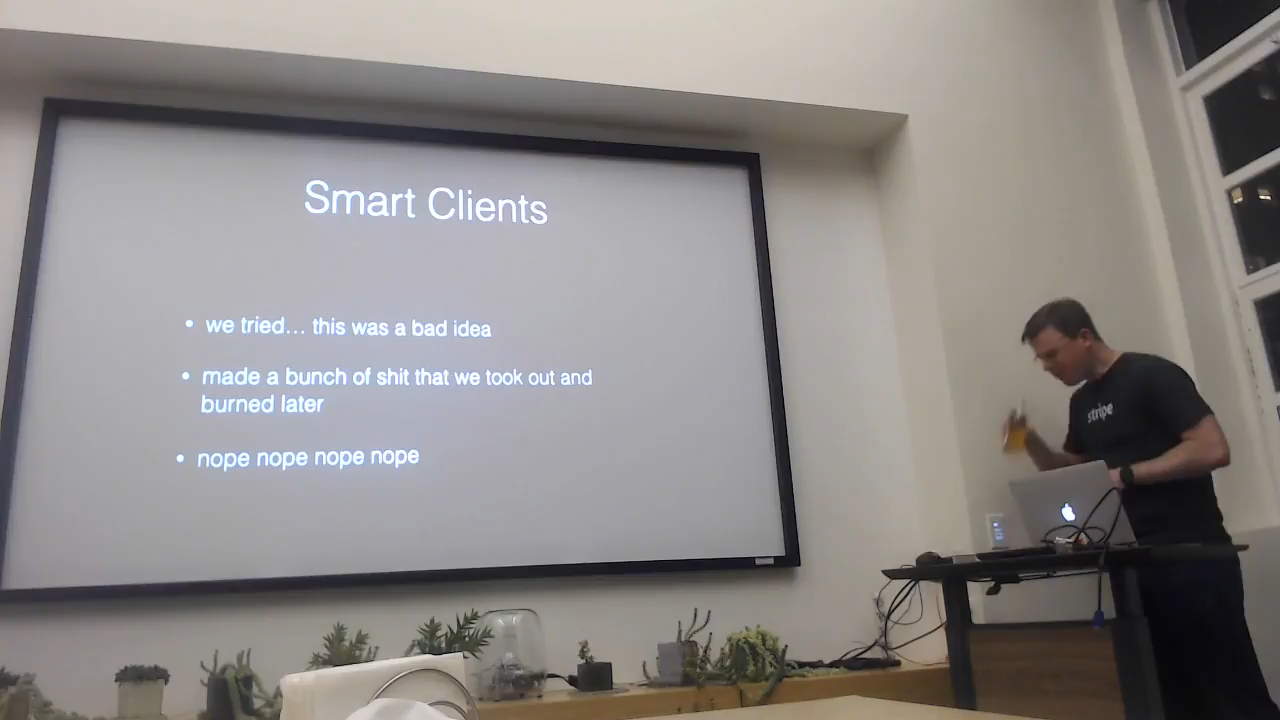 Smart Clients
• we tried... this was a bad idea
• made a bunch of shit that we took out and
burned later
• nope nope nope nope
stripe